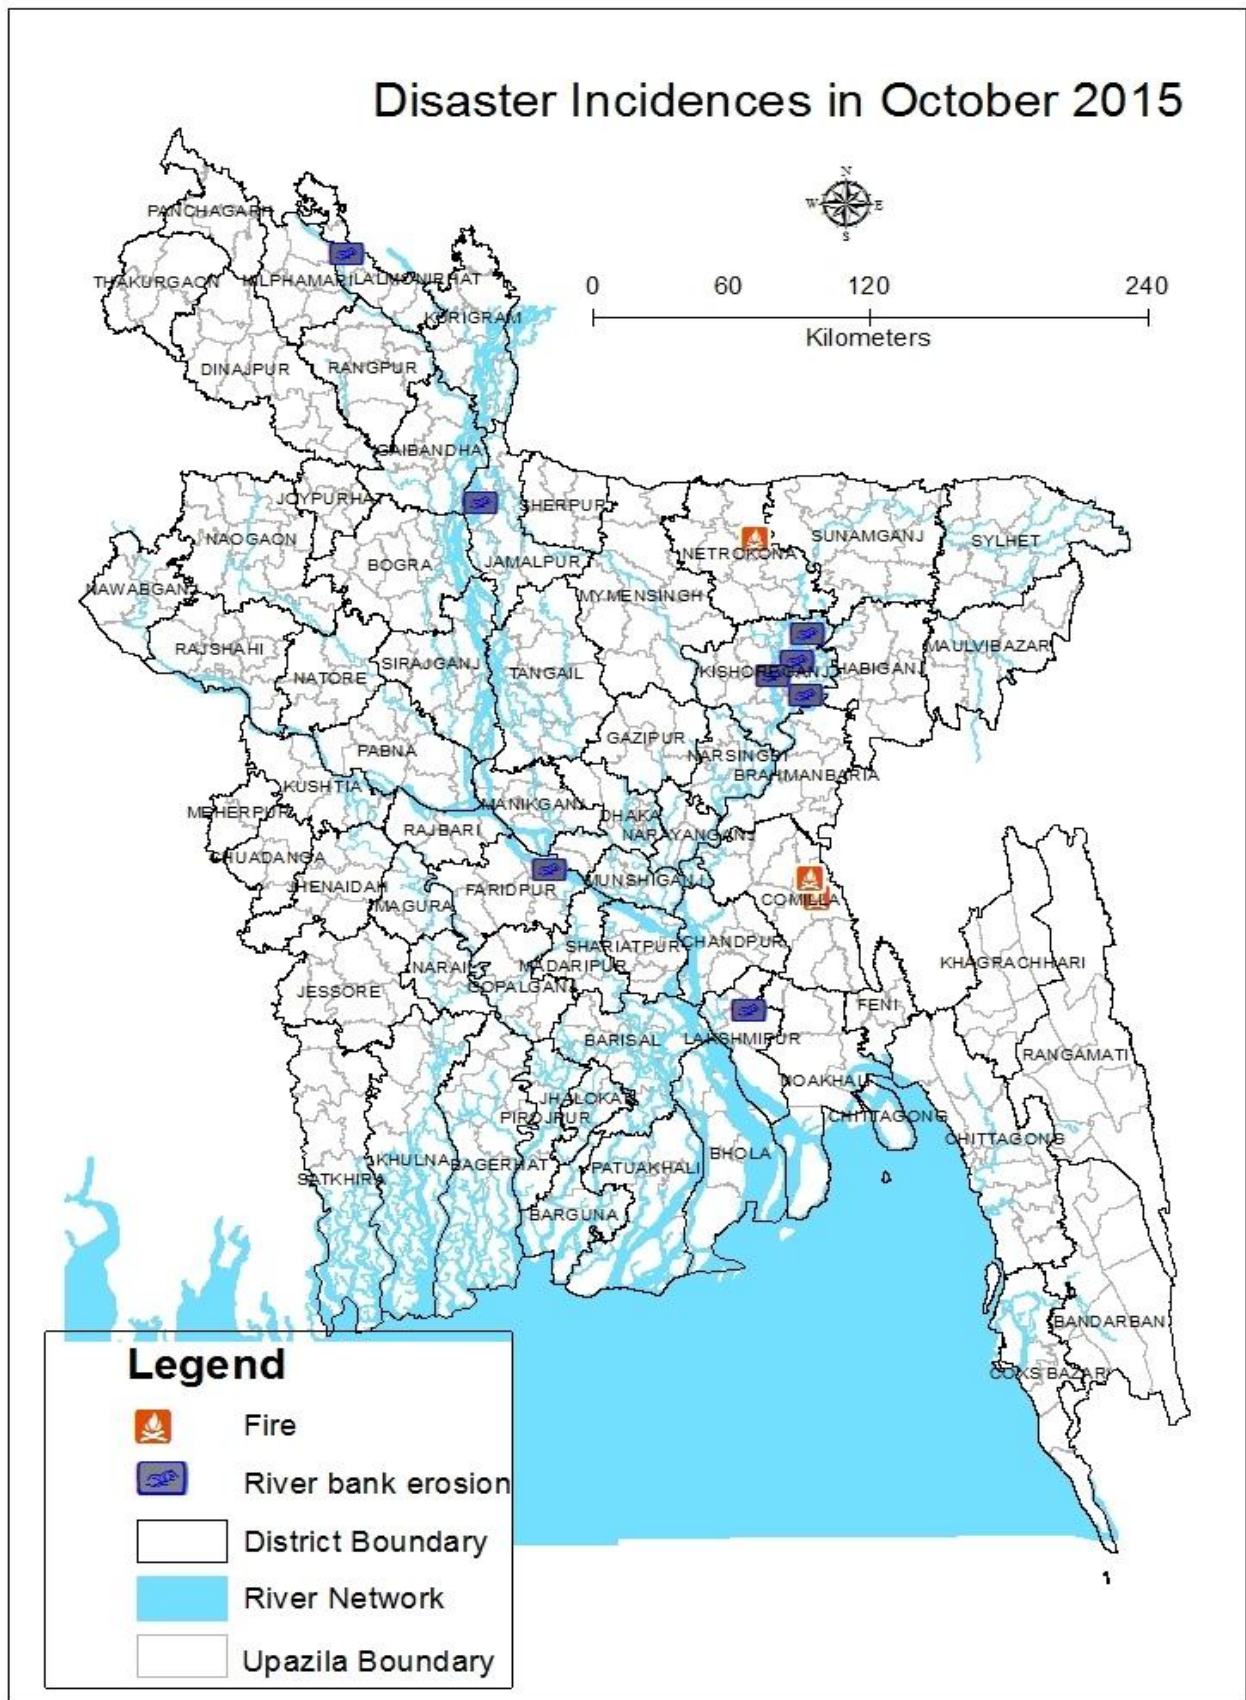 Disaster Incidences in October 2015
N
W E
S
0 60 120 240
Kilometers
PANCHAGARH
THAKURGAON
NILPHAMARI
LALMONIRHAT
KURIGRAM
DINAJPUR
RANGPUR
GAIBANDHA
JOYPURHAT
SHERPUR
NAOGAON
BOGRA
JAMALPUR
NETROKONA
SUNAMGANJ
SYLHET
NAWABGANJ
MYMENSINGH
RAJSHAHI
NATORE
SIRAJGANJ
TANGAIL
KISHOREGANJ
HABIGANJ
MAULVIBAZAR
PABNA
GAZIPUR
NARSINGDI
BRAHMANBARIA
KUSHTIA
MEHERPUR
MANIKGANJ
DHAKA
RAJBARI
NARAYANGANJ
CHUADANGA
JHENAIDAH
MAGURA
FARIDPUR
MUNSHIGANJ
COMILLA
SHARIATPUR
CHANDPUR
NARAIL
MADARIPUR
GOPALGANJ
JESSORE
KHAGRACHHARI
FENI
BARISAL
LAKSHMIPUR
RANGAMATI
NOAKHALI
JHALOKATI
PIROJPUR
CHITTAGONG
CHITTAGONG
BHOLA
KHULNA
BAGERHAT
PATUAKHALI
SATKHIRA
BARGUNA
BANDARBAN
COXS BAZAR
Legend
Fire
River bank erosion
District Boundary
River Network
Upazila Boundary